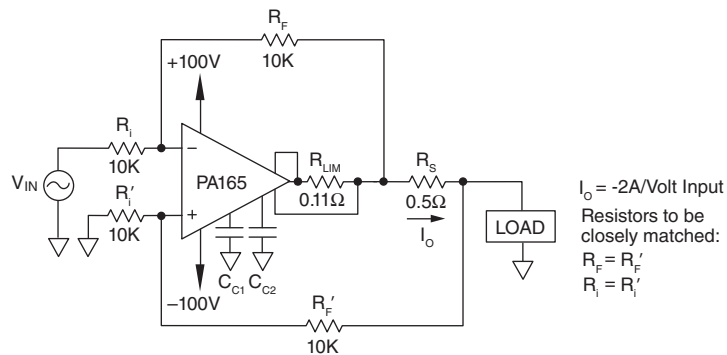 R_F
10K
+100V
R_i
10K
−
PA165
R_LIM
0.11Ω
R_S
0.5Ω
I_O
V_IN
R_i'
10K
+
−100V
C_C1
C_C2
R_F'
10K
LOAD
I_O = -2A/Volt Input
Resistors to be
closely matched:
R_F = R_F'
R_i = R_i'